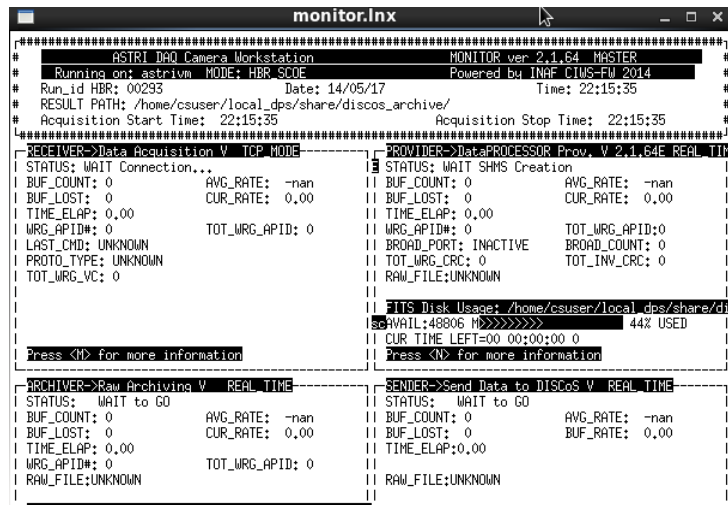 monitor.lnx
ASTRI DAQ Camera Workstation MONITOR ver 2.1.64 MASTER
Running on: astrivm MODE: HBR_SCOE Powered by INAF CIWS-FW 2014
Run_id HBR: 00293 Date: 14/05/17 Time: 22:15:35
RESULT PATH: /home/csuser/local_dps/share/discos_archive/
Acquisition Start Time: 22:15:35 Acquisition Stop Time: 22:15:35
RECEIVER->Data Acquisition V TCP_MODE
STATUS: WAIT Connection...
BUF_COUNT: 0 AVG_RATE: -nan
BUF_LOST: 0 CUR_RATE: 0,00
TIME_ELAP: 0,00
WRG_APID#: 0 TOT_WRG_APID: 0
LAST_CMD: UNKNOWN
PROTO_TYPE: UNKNOWN
TOT_WRG_VC: 0
Press <M> for more information
PROVIDER->DataPROCESSOR Prov. V 2.1.64E REAL_TIM
E STATUS: WAIT SHMS Creation
BUF_COUNT: 0 AVG_RATE: -nan
BUF_LOST: 0 CUR_RATE: 0,00
TIME_ELAP: 0,00
WRG_APID#: 0 TOT_WRG_APID:0
BROAD_PORT: INACTIVE BROAD_COUNT: 0
TOT_WRG_CRC: 0 TOT_INV_CRC: 0
RAW_FILE:UNKNOWN
FITS Disk Usage: /home/csuser/local_dps/share/di
scAVAIL:48806 M>>>>>>>>> 44% USED
CUR TIME LEFT=00 00:00:00 0
Press <N> for more information
ARCHIVER->Raw Archiving V REAL_TIME
STATUS: WAIT to GO
BUF_COUNT: 0 AVG_RATE: -nan
BUF_LOST: 0 CUR_RATE: 0,00
TIME_ELAP: 0,00
WRG_APID#: 0 TOT_WRG_APID: 0
RAW_FILE:UNKNOWN
SENDER->Send Data to DISCoS V REAL_TIME
STATUS: WAIT to GO
BUF_COUNT: 0 AVG_RATE: -nan
BUF_LOST: 0 BUF_RATE: 0,00
TIME_ELAP:0,00
RAW_FILE:UNKNOWN